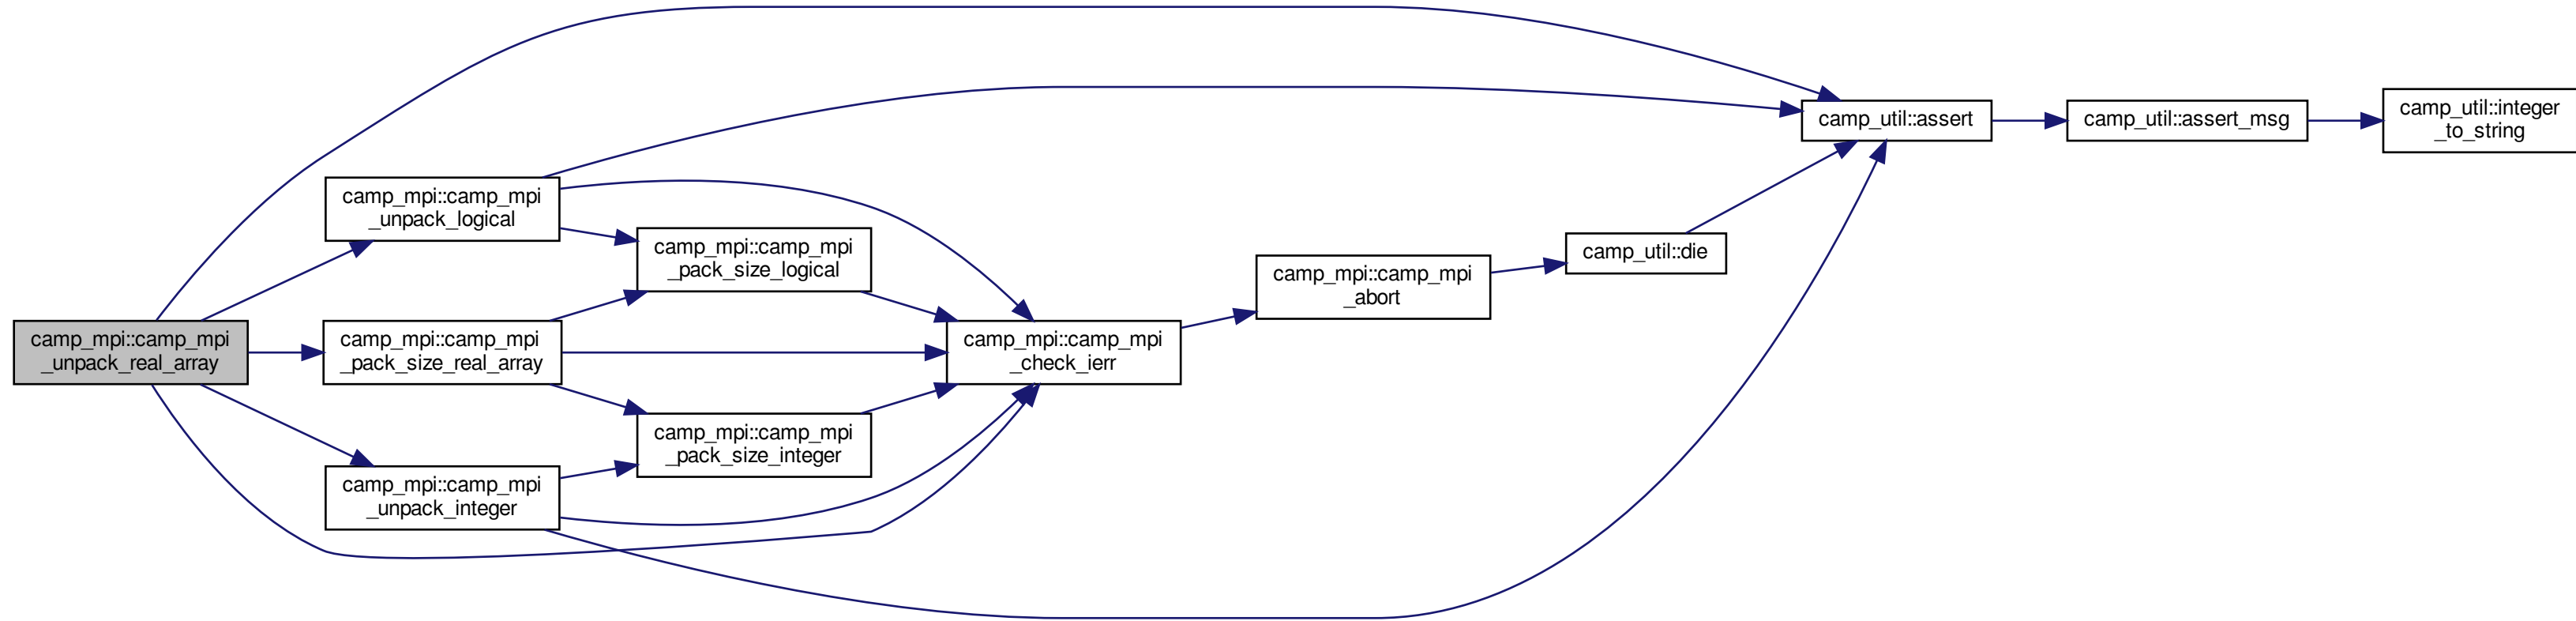 camp_mpi::camp_mpi
_unpack_real_array
camp_mpi::camp_mpi
_unpack_logical
camp_mpi::camp_mpi
_pack_size_real_array
camp_mpi::camp_mpi
_unpack_integer
camp_mpi::camp_mpi
_pack_size_logical
camp_mpi::camp_mpi
_pack_size_integer
camp_mpi::camp_mpi
_check_ierr
camp_mpi::camp_mpi
_abort
camp_util::die
camp_util::assert
camp_util::assert_msg
camp_util::integer
_to_string